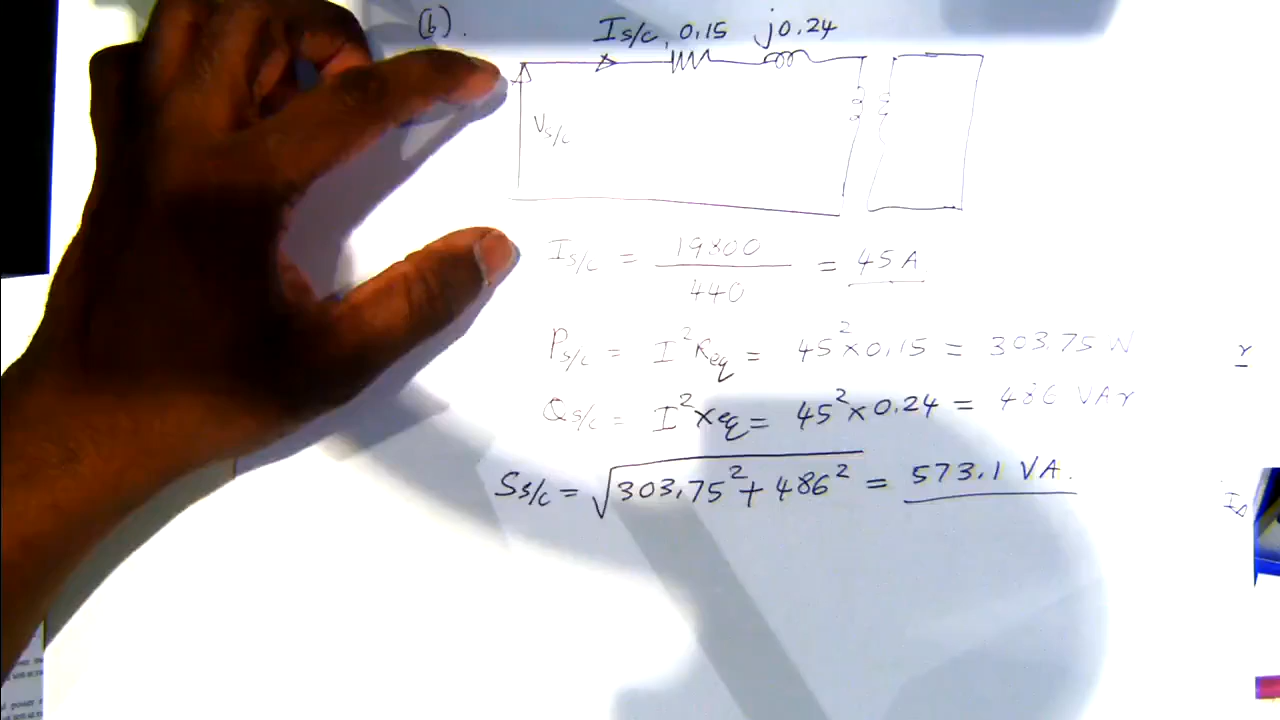 (b).
Is/c, 0.15 j0.24
Vs/c
Is/c = 19800 / 440 = 45 A
Ps/c = I²Req = 45² × 0.15 = 303.75 W
Qs/c = I²Xeq = 45² × 0.24 = 486 VAr
Ss/c = √303.75² + 486² = 573.1 VA.
r